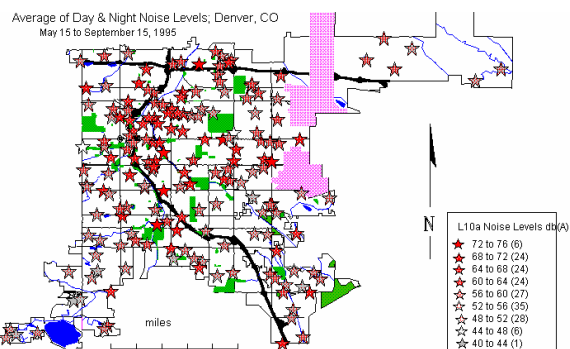 Average of Day & Night Noise Levels; Denver, CO
May 15 to September 15, 1995
N
L10a Noise Levels db(A)
72 to 76 (6)
68 to 72 (24)
64 to 68 (24)
60 to 64 (24)
56 to 60 (27)
52 to 56 (35)
48 to 52 (28)
44 to 48 (6)
40 to 44 (1)
miles